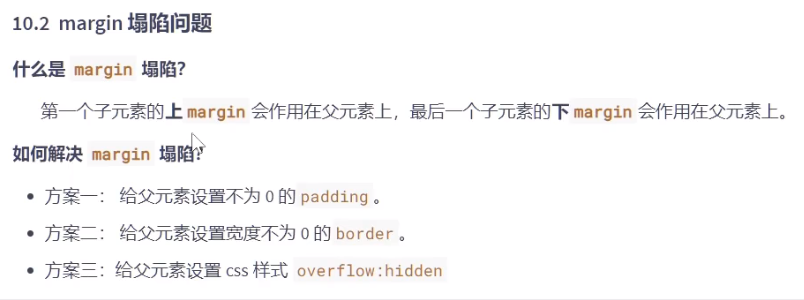 10.2 margin 塌陷问题
什么是 margin 塌陷？
第一个子元素的上 margin 会作用在父元素上，最后一个子元素的下 margin 会作用在父元素上。
如何解决 margin 塌陷？
• 方案一： 给父元素设置不为 0 的 padding 。
• 方案二： 给父元素设置宽度不为 0 的 border 。
• 方案三：给父元素设置 css 样式 overflow:hidden